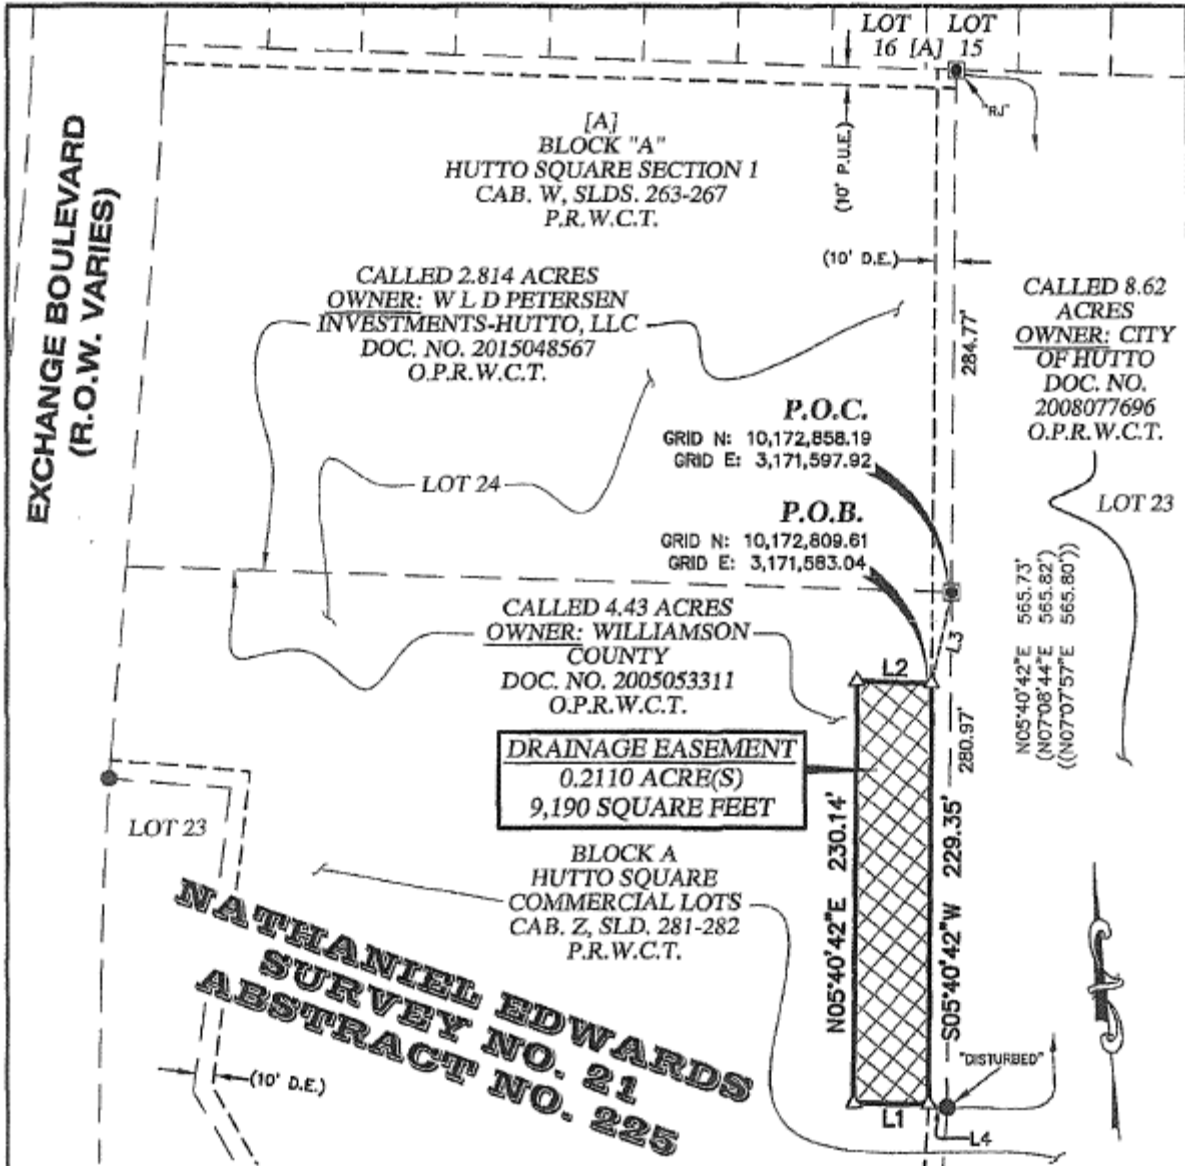 LOT LOT
16 [A] 15
"RJ"
(10' P.U.E.)
[A]
BLOCK "A"
HUTTO SQUARE SECTION 1
CAB. W, SLDS. 263-267
P.R.W.C.T.
EXCHANGE BOULEVARD
(R.O.W. VARIES)
(10' D.E.)
CALLED 2.814 ACRES
OWNER: W L D PETERSEN
INVESTMENTS-HUTTO, LLC
DOC. NO. 2015048567
O.P.R.W.C.T.
284.77'
CALLED 8.62
ACRES
OWNER: CITY
OF HUTTO
DOC. NO.
2008077696
O.P.R.W.C.T.
P.O.C.
GRID N: 10,172,858.19
GRID E: 3,171,597.92
LOT 24
LOT 23
P.O.B.
GRID N: 10,172,809.61
GRID E: 3,171,583.04
N05°40'42"E 565.73'
(N07°08'44"E 565.82')
((N07°07'57"E 565.80'))
CALLED 4.43 ACRES
OWNER: WILLIAMSON
COUNTY
DOC. NO. 2005053311
O.P.R.W.C.T.
L3
L2
280.97'
DRAINAGE EASEMENT
0.2110 ACRE(S)
9,190 SQUARE FEET
LOT 23
N05°40'42"E 230.14'
S05°40'42"W 229.35'
BLOCK A
HUTTO SQUARE
COMMERCIAL LOTS
CAB. Z, SLD. 281-282
P.R.W.C.T.
NATHANIEL EDWARDS
SURVEY NO. 21
ABSTRACT NO. 225
(10' D.E.)
"DISTURBED"
L1
L4